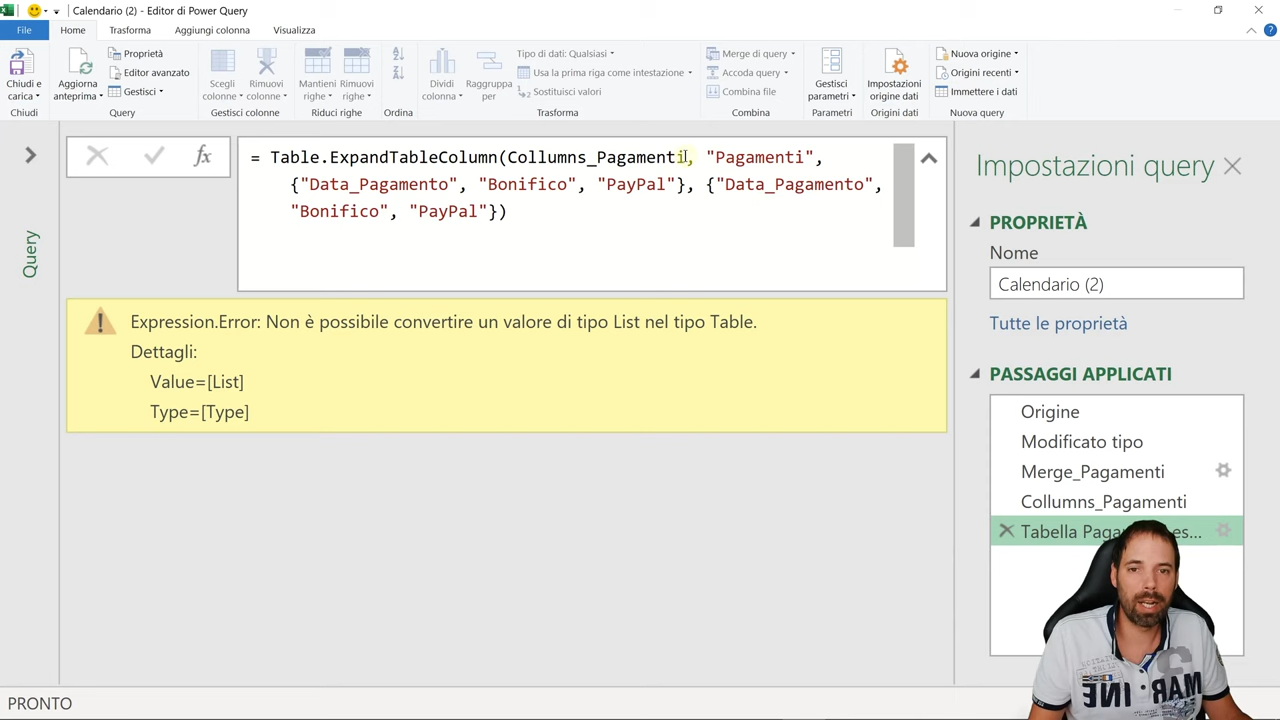 Calendario (2) - Editor di Power Query
File Home Trasforma Aggiungi colonna Visualizza
Chiudi e carica
Chiudi
Aggiorna anteprima
Proprietà
Editor avanzato
Gestisci
Query
Scegli colonne
Rimuovi colonne
Gestisci colonne
Mantieni righe
Rimuovi righe
Riduci righe
Ordina
Dividi colonna
Raggruppa per
Tipo di dati: Qualsiasi
Usa la prima riga come intestazione
Sostituisci valori
Trasforma
Merge di query
Accoda query
Combina file
Combina
Gestisci parametri
Parametri
Impostazioni origine dati
Origini dati
Nuova origine
Origini recenti
Immettere i dati
Nuova query
fx
= Table.ExpandTableColumn(Collumns_Pagamenti, "Pagamenti",
{"Data_Pagamento", "Bonifico", "PayPal"}, {"Data_Pagamento",
"Bonifico", "PayPal"})
Query
Expression.Error: Non è possibile convertire un valore di tipo List nel tipo Table.
Dettagli:
Value=[List]
Type=[Type]
Impostazioni query
PROPRIETÀ
Nome
Calendario (2)
Tutte le proprietà
PASSAGGI APPLICATI
Origine
Modificato tipo
Merge_Pagamenti
Collumns_Pagamenti
Tabella
PRONTO